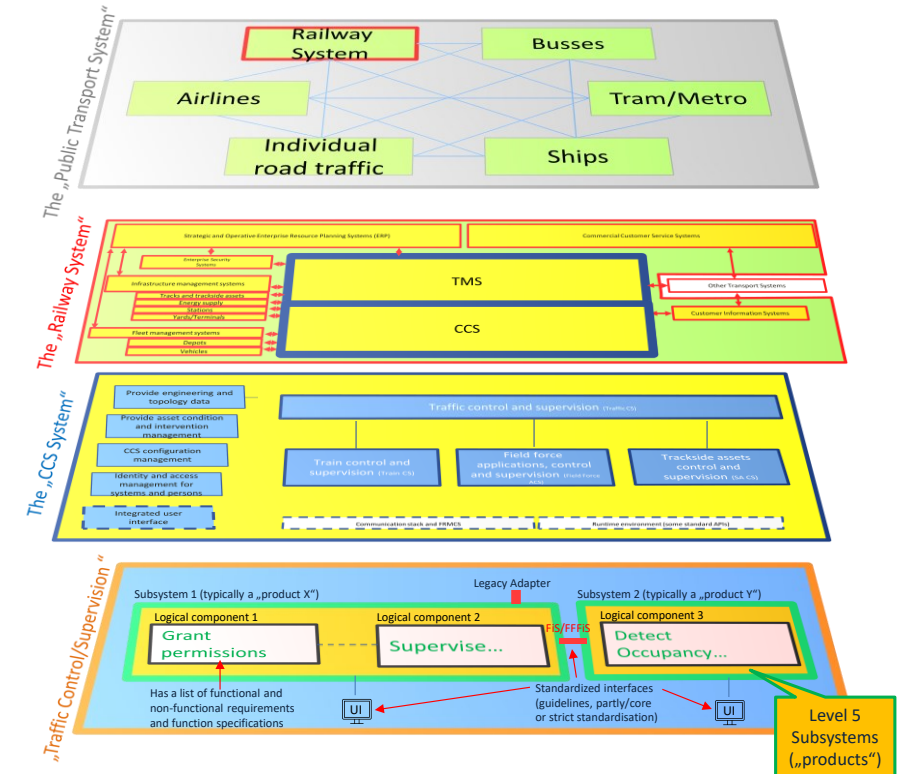 The „Public Transport System“
Railway
System
Busses
Airlines
Tram/Metro
Individual
road traffic
Ships
The „Railway System“
Strategic and Operative Enterprise Resource Planning Systems (ERP)
Commercial Customer Service Systems
Enterprise Security
Systems
TMS
Infrastructure management systems
Other Transport Systems
Tracks and trackside assets
Energy supply
Stations
Yards/Terminals
CCS
Customer Information Systems
Fleet management systems
Depots
Vehicles
The „CCS System“
Provide engineering and
topology data
Traffic control and supervision (Traffic CS)
Provide asset condition
and intervention
management
CCS configuration
management
Train control and
supervision (Train CS)
Field force
applications, control
and supervision (Field Force
ACS)
Trackside assets
control and
supervision (SA CS)
Identity and access
management for
systems and persons
Integrated user
interface
Communication stack and FRMCS
Runtime environment (some standard APIs)
„Traffic Control/Supervision “
Legacy Adapter
Subsystem 1 (typically a „product X“)
Subsystem 2 (typically a „product Y“)
Logical component 1
Logical component 2
Logical component 3
Grant
permissions
Supervise...
FiS/FFFiS
Detect
Occupancy...
Has a list of functional and
non-functional requirements
and function specifications
UI
Standardized interfaces
(guidelines, partly/core
or strict standardisation)
UI
Level 5
Subsystems
(„products“)